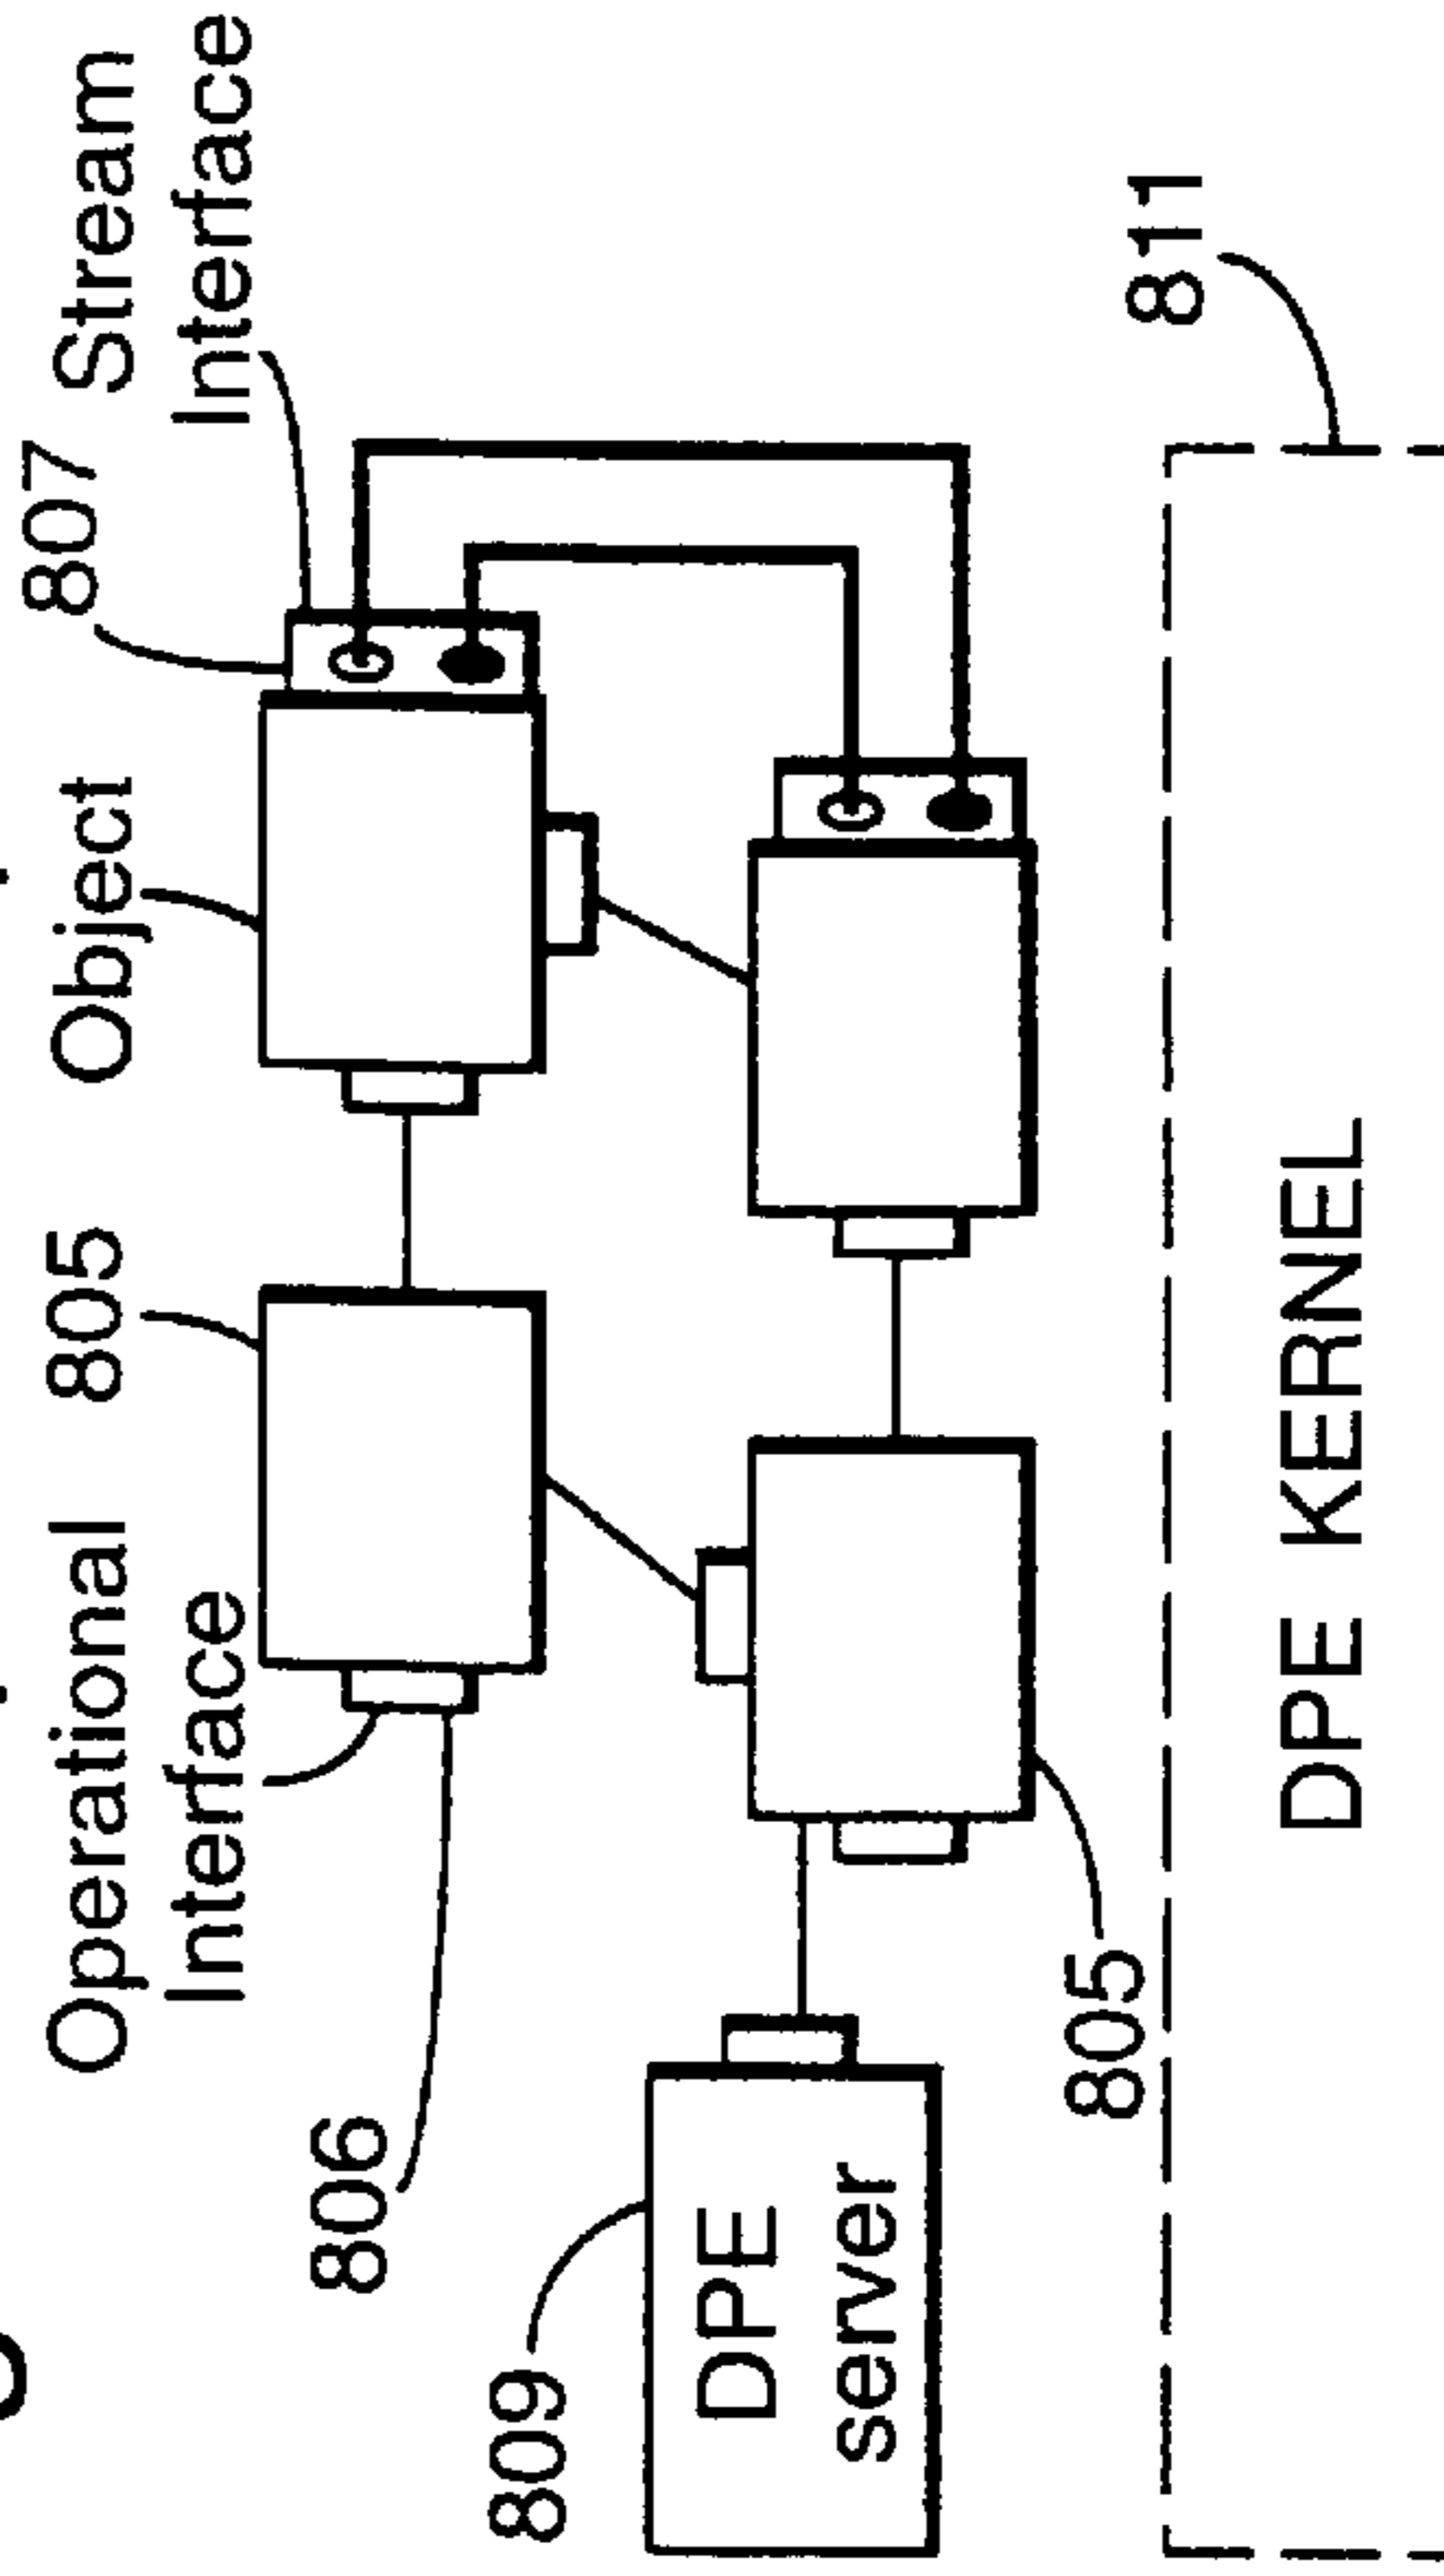 Operational
Interface
805
Object
807
Stream
Interface
806
809
DPE
server
805
811
DPE KERNEL